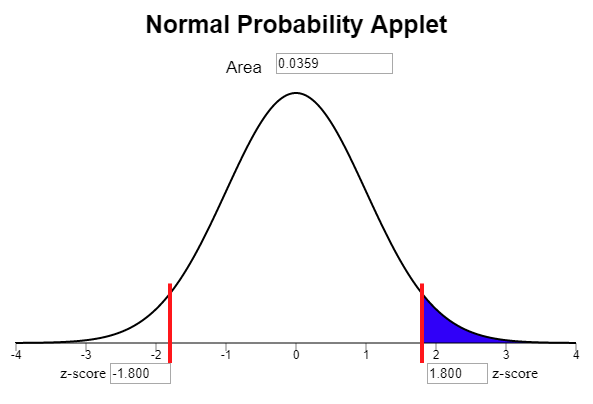 Normal Probability Applet
Area 0.0359
-4 -3 -2 -1 0 1 2 3 4
z-score -1.800 1.800 z-score